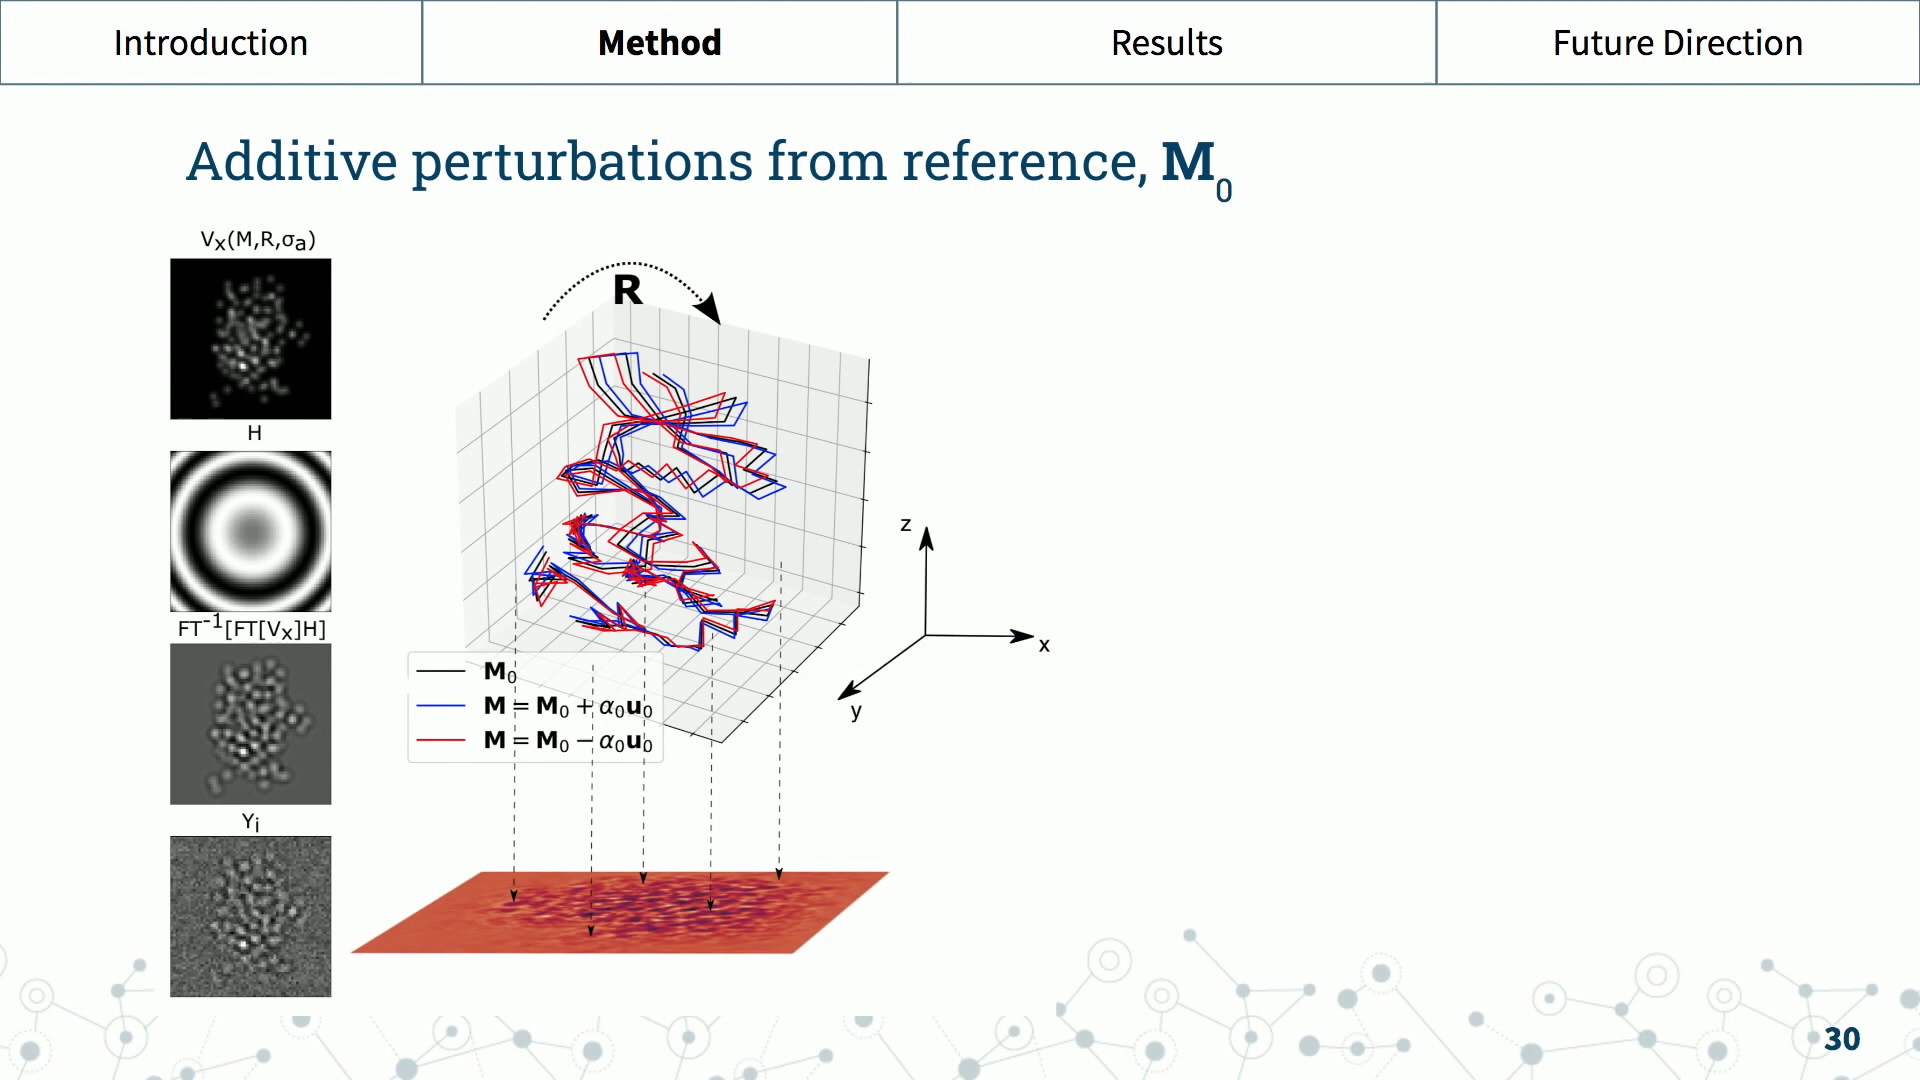 Introduction
Method
Results
Future Direction
Additive perturbations from reference, M₀
Vₓ(M,R,σₐ)
H
FT⁻¹[FT[Vₓ]H]
Yᵢ
R
z
x
y
M₀
M = M₀ + α₀u₀
M = M₀ − α₀u₀
30